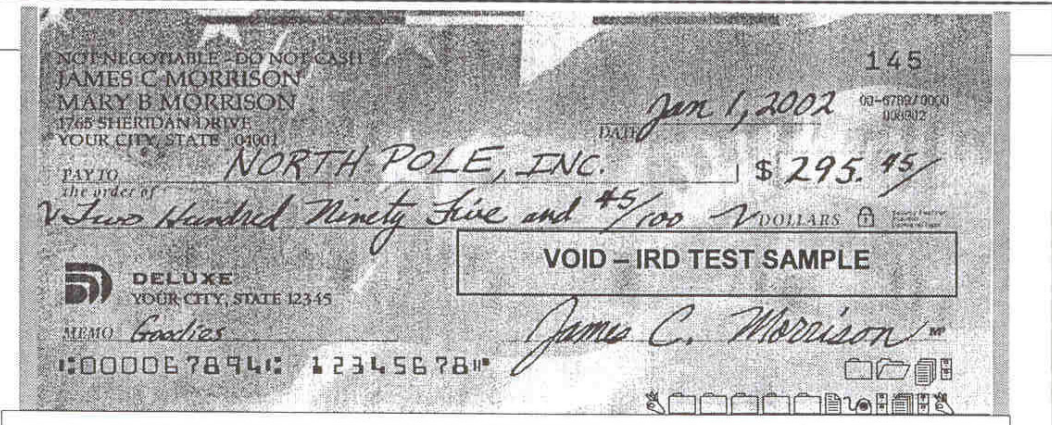 NOT NEGOTIABLE - DO NOT CASH
JAMES C MORRISON
MARY B MORRISON
1765 SHERIDAN DRIVE
YOUR CITY, STATE 04001
145
DATE Jan 1, 2002
PAY TO the order of NORTH POLE, INC. $ 295. 45/
Two Hundred Ninety Five and 45/100 DOLLARS
VOID – IRD TEST SAMPLE
DELUXE
YOUR CITY, STATE 12345
MEMO Goodies James C. Morrison MP
⑆000067894⑆ 12345678⑈